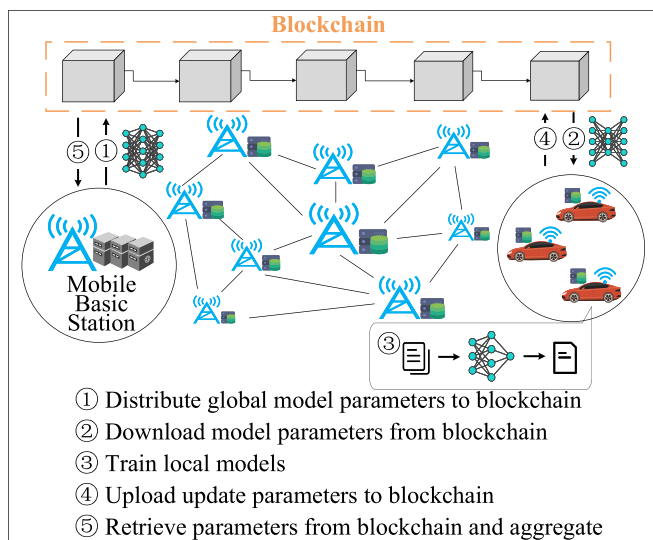 Blockchain
⑤ ① ④ ②
Mobile
Basic
Station
③
① Distribute global model parameters to blockchain
② Download model parameters from blockchain
③ Train local models
④ Upload update parameters to blockchain
⑤ Retrieve parameters from blockchain and aggregate